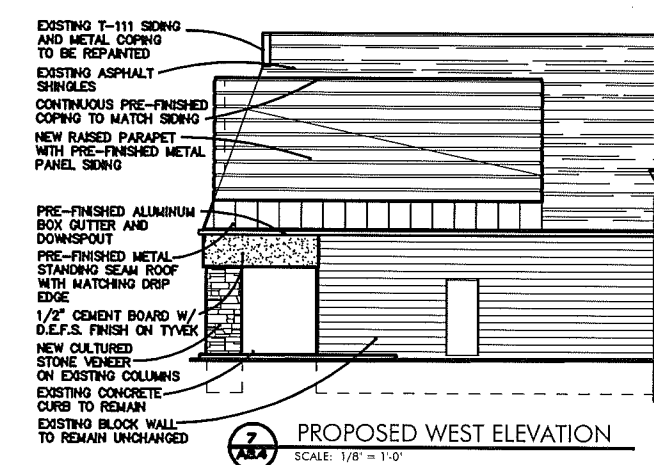 EXISTING T-111 SIDING
AND METAL COPING
TO BE REPAINTED
EXISTING ASPHALT
SHINGLES
CONTINUOUS PRE-FINISHED
COPING TO MATCH SIDING
NEW RAISED PARAPET
WITH PRE-FINISHED METAL
PANEL SIDING
PRE-FINISHED ALUMINUM
BOX GUTTER AND
DOWNSPOUT
PRE-FINISHED METAL
STANDING SEAM ROOF
WITH MATCHING DRIP
EDGE
1/2" CEMENT BOARD W/
D.E.F.S. FINISH ON TYVEK
NEW CULTURED
STONE VENEER
ON EXISTING COLUMNS
EXISTING CONCRETE
CURB TO REMAIN
EXISTING BLOCK WALL
TO REMAIN UNCHANGED
7
A3.4
PROPOSED WEST ELEVATION
SCALE: 1/8" = 1'-0"